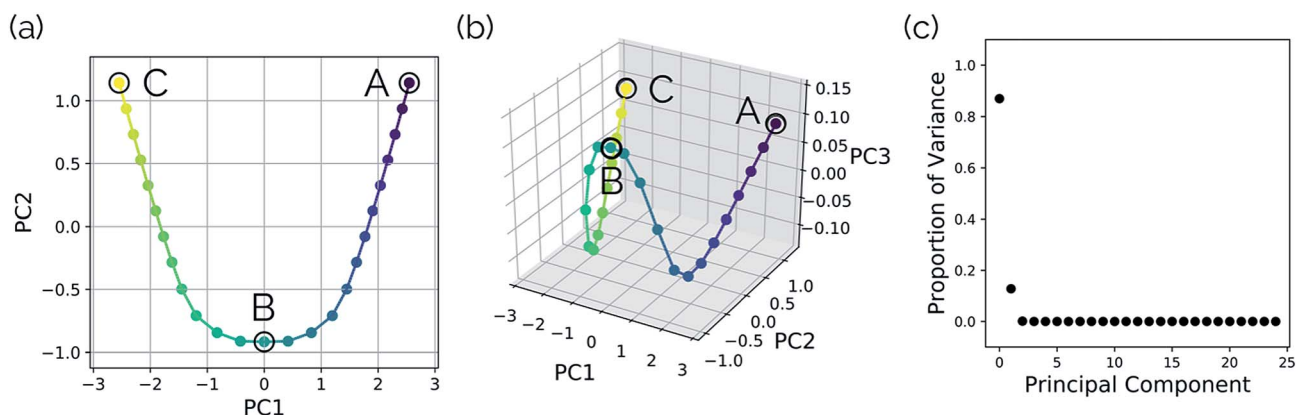 (a)
C
A
B
1.0
0.5
0.0
−0.5
−1.0
PC2
−3
−2
−1
0
1
2
3
PC1
(b)
C
A
B
0.15
0.10
0.05
0.00
−0.05
−0.10
PC3
1.0
0.5
0.0
−0.5
−1.0
PC2
−3
−2
−1
0
1
2
3
PC1
(c)
Proportion of Variance
1.0
0.8
0.6
0.4
0.2
0.0
0
5
10
15
20
25
Principal Component